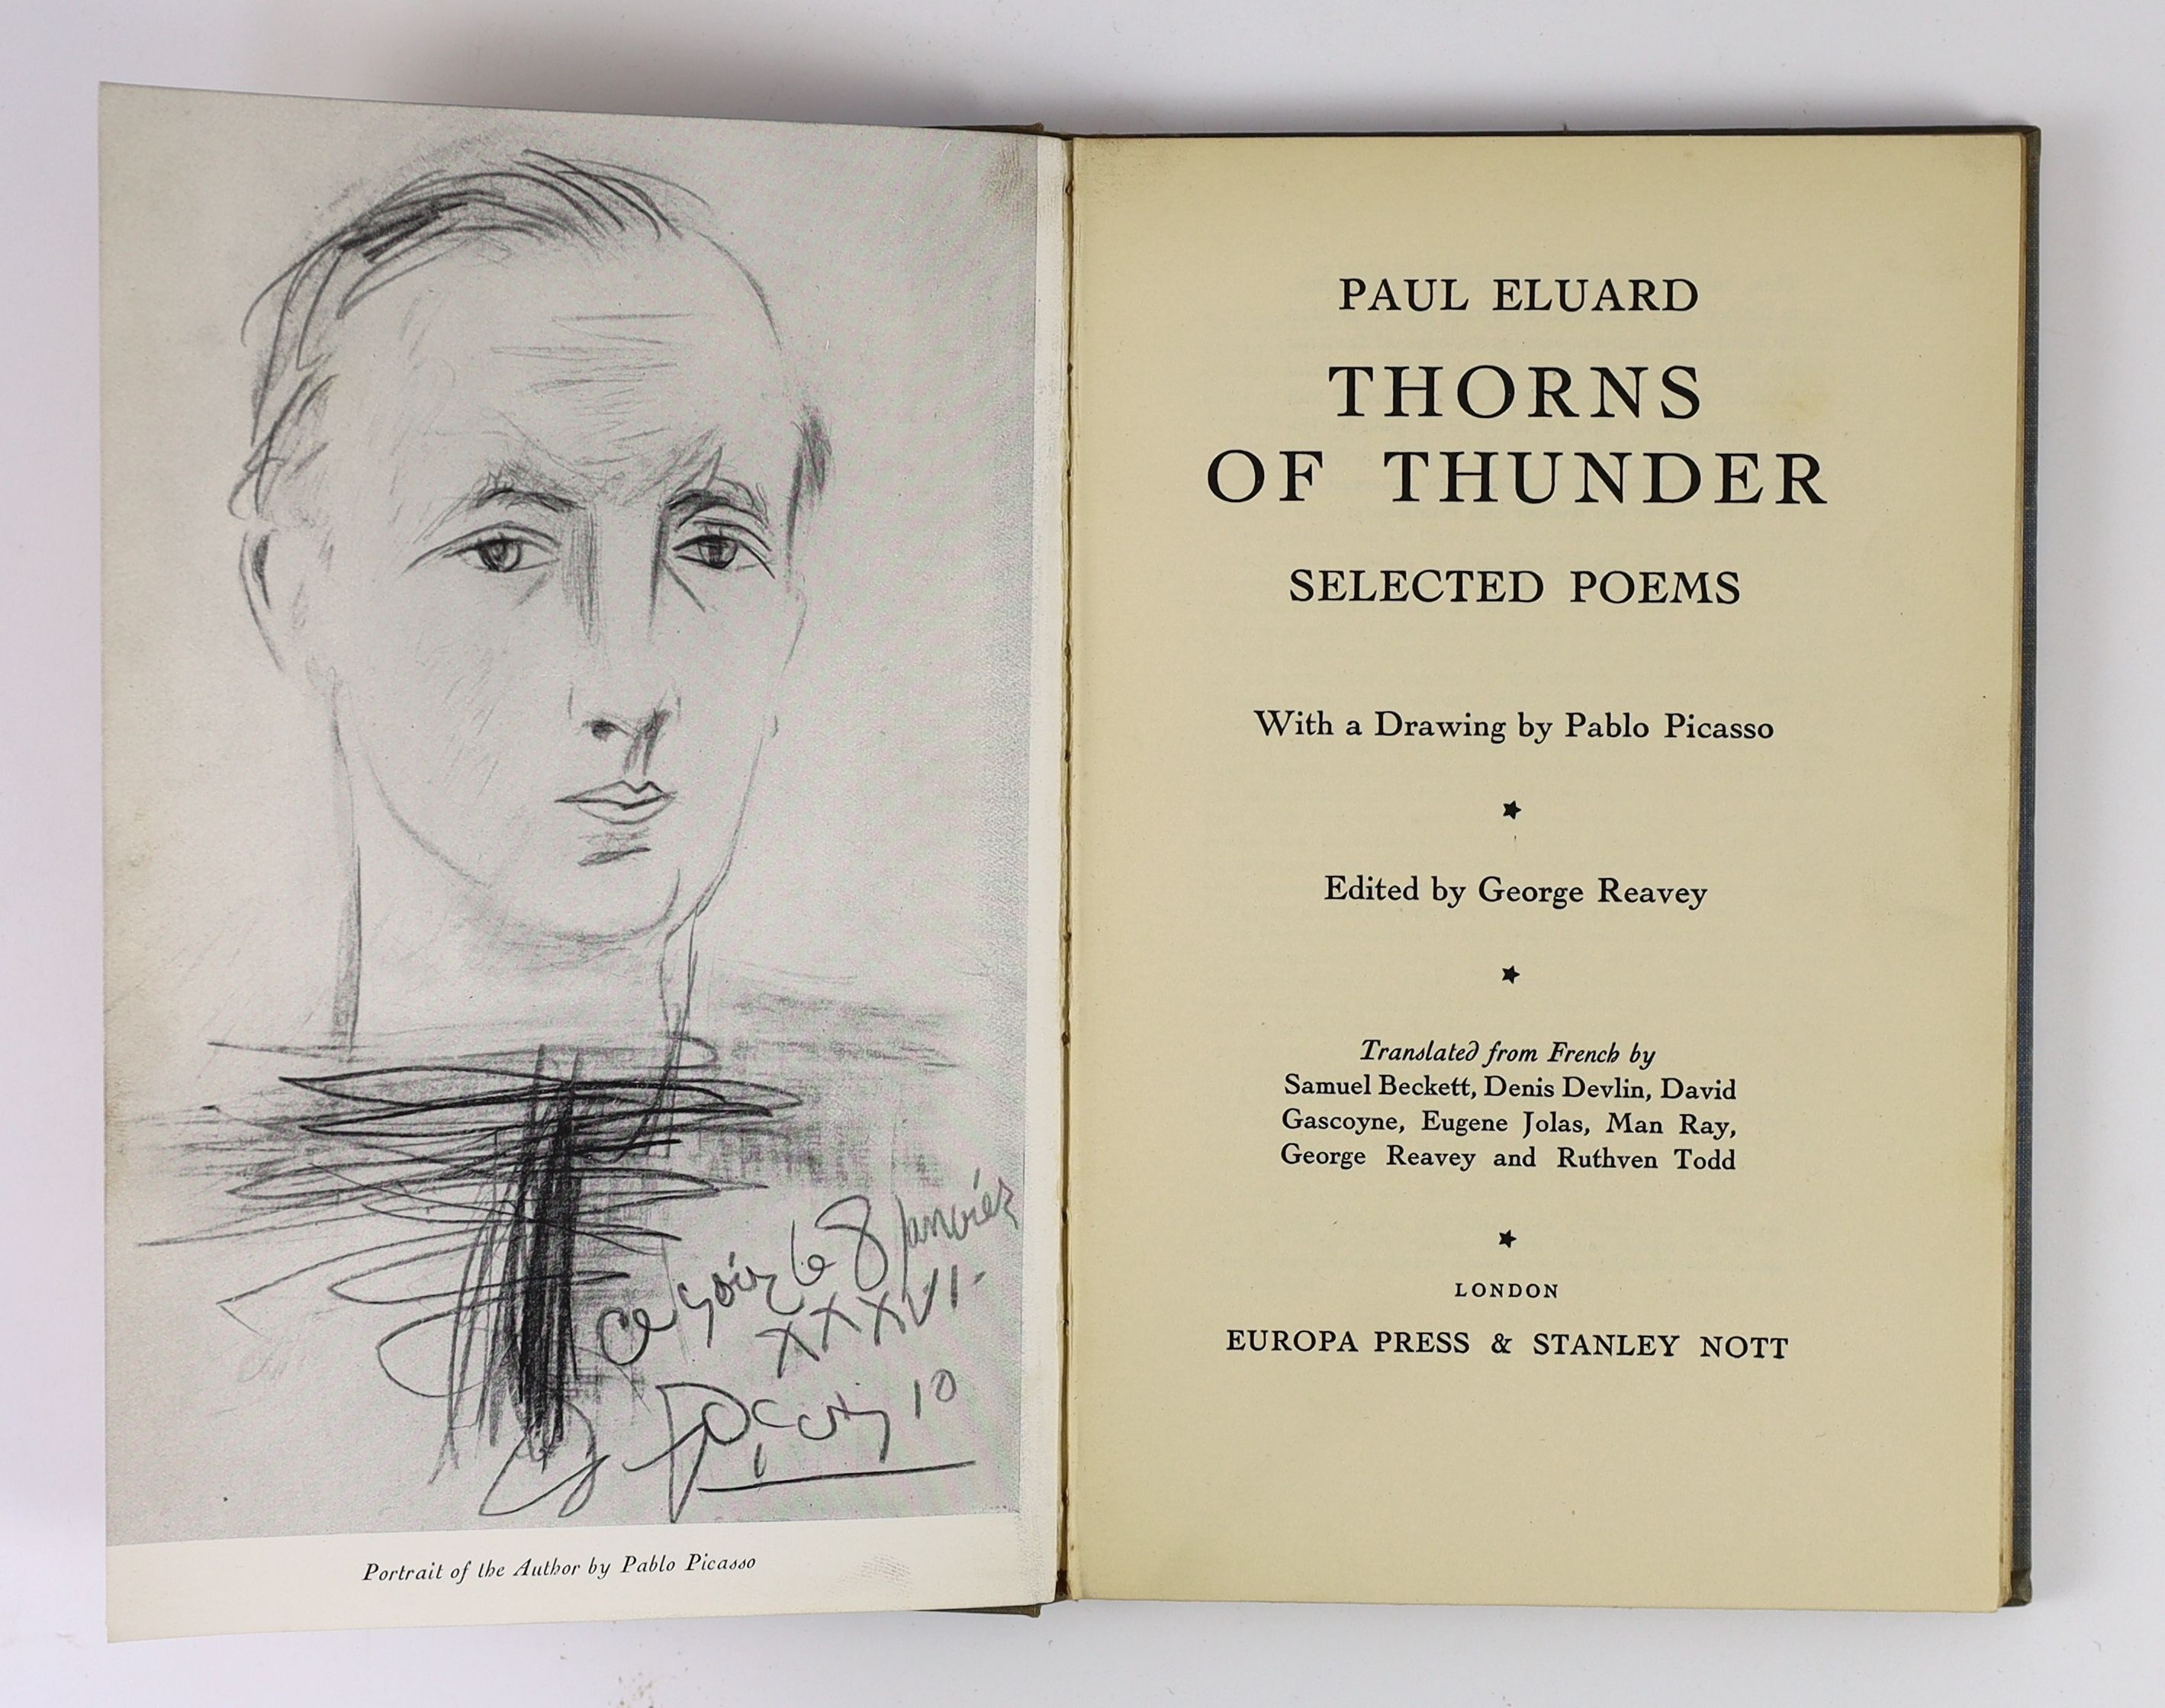 ce soir le 8 janvier
XXXVI.
Picasso
10
Portrait of the Author by Pablo Picasso
PAUL ELUARD
THORNS
OF THUNDER
SELECTED POEMS
With a Drawing by Pablo Picasso
★
Edited by George Reavey
★
Translated from French by
Samuel Beckett, Denis Devlin, David
Gascoyne, Eugene Jolas, Man Ray,
George Reavey and Ruthven Todd
★
LONDON
EUROPA PRESS & STANLEY NOTT